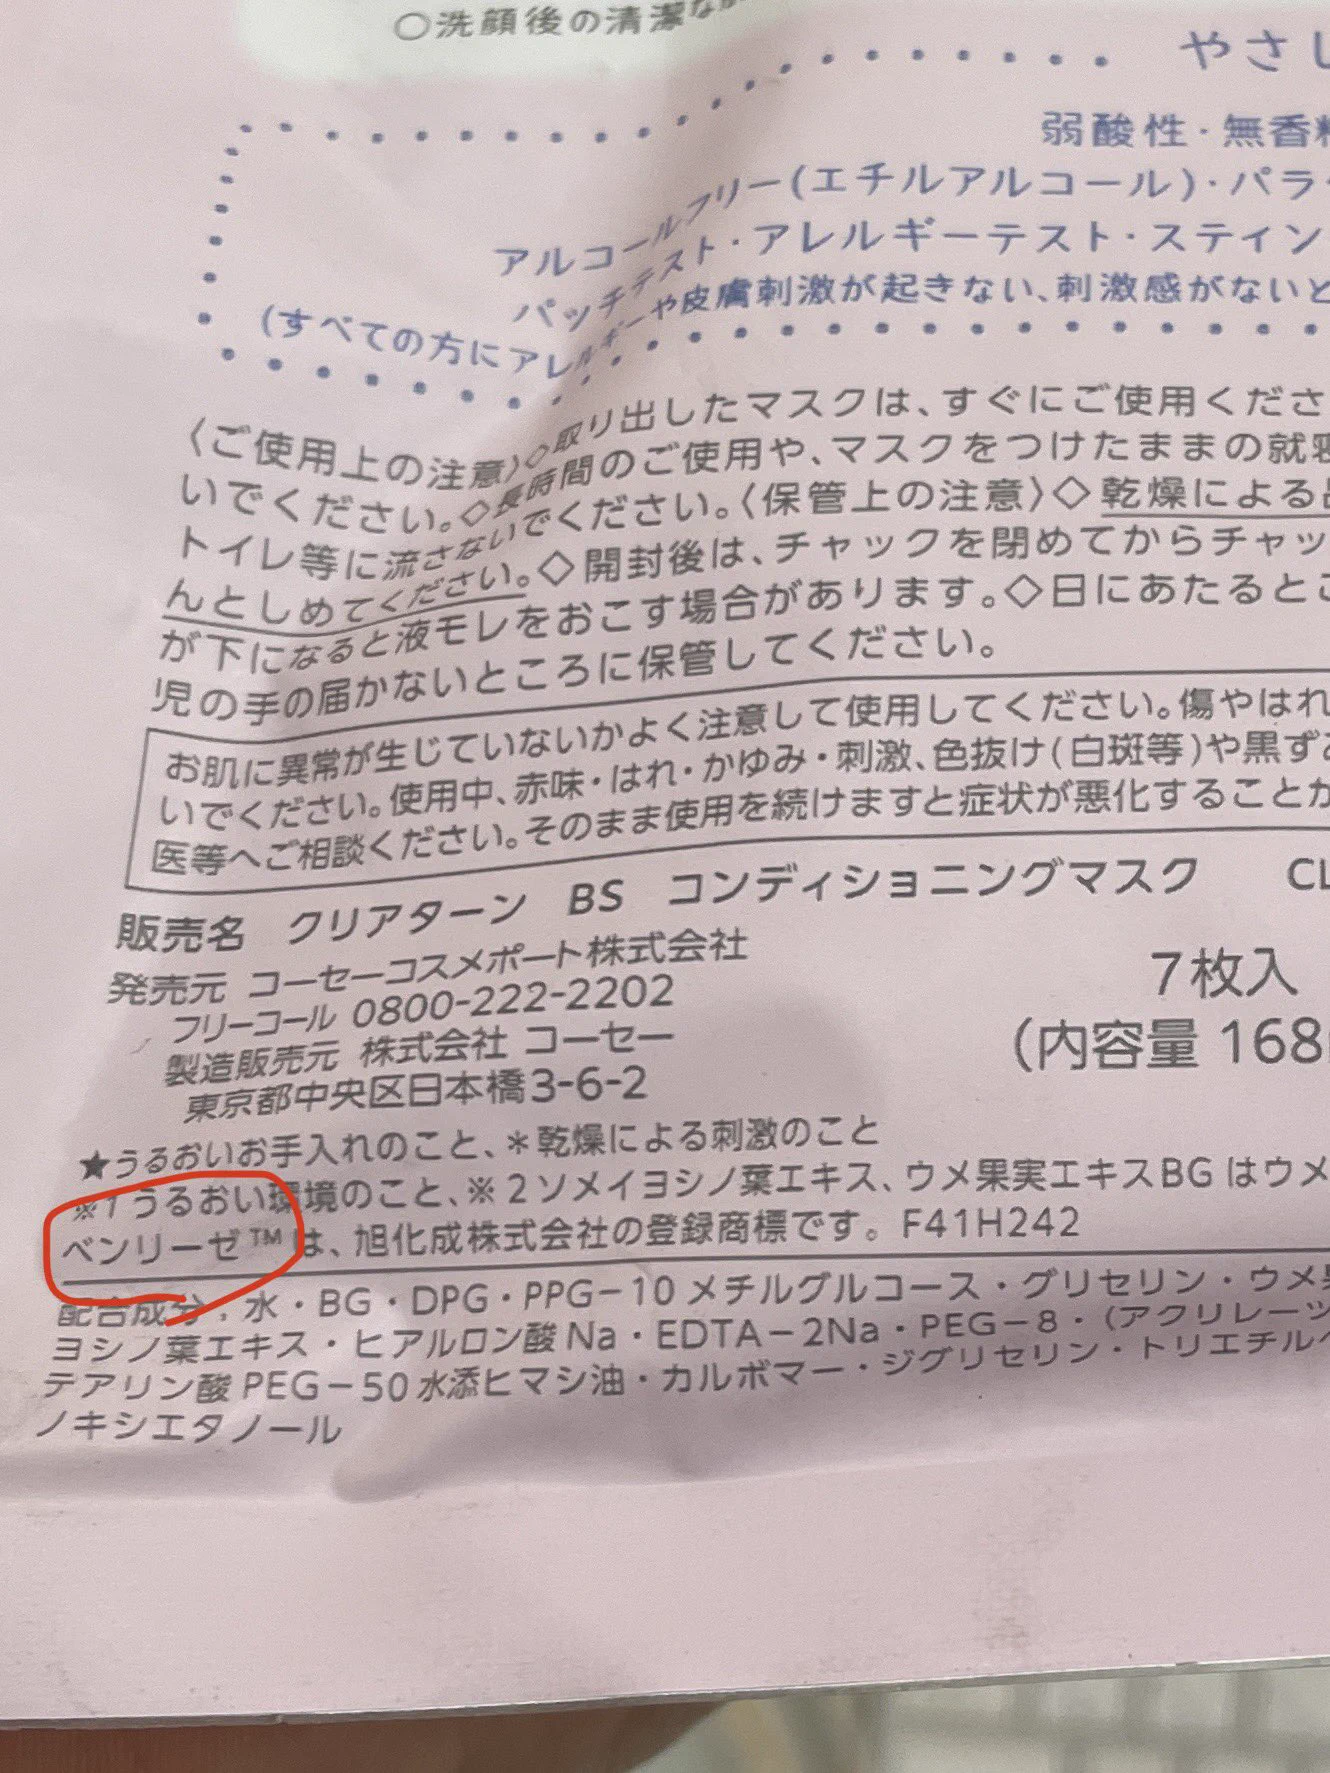 ○洗顔後の清潔な
やさし
弱酸性・無香料
アルコールフリー(エチルアルコール)・パラ
パッチテスト・アレルギーテスト・スティン
(すべての方にアレルギーや皮膚刺激が起きない、刺激感がないと
〈ご使用上の注意〉◇取り出したマスクは、すぐにご使用くださ
いでください。◇長時間のご使用や、マスクをつけたままの就寝
トイレ等に流さないでください。〈保管上の注意〉◇乾燥による
んとしめてください。◇開封後は、チャックを閉めてからチャッ
が下になると液モレをおこす場合があります。◇日にあたるとこ
児の手の届かないところに保管してください。
お肌に異常が生じていないかよく注意して使用してください。傷やはれ
いでください。使用中、赤味・はれ・かゆみ・刺激、色抜け(白斑等)や黒ずみ
医等へご相談ください。そのまま使用を続けますと症状が悪化することが
販売名 クリアターン BS コンディショニングマスク CL
発売元 コーセーコスメポート株式会社
フリーコール 0800-222-2202
7枚入
製造販売元 株式会社 コーセー
(内容量 168
東京都中央区日本橋3-6-2
★うるおいお手入れのこと、＊乾燥による刺激のこと
※1うるおい環境のこと、※2ソメイヨシノ葉エキス、ウメ果実エキスBGはウメ
ベンリーゼ™は、旭化成株式会社の登録商標です。F41H242
配合成分：水・BG・DPG・PPG－10メチルグルコース・グリセリン・ウメ果
ヨシノ葉エキス・ヒアルロン酸Na・EDTA－2Na・PEG－8・(アクリレーツ
テアリン酸PEG－50水添ヒマシ油・カルボマー・ジグリセリン・トリエチルヘ
ノキシエタノール